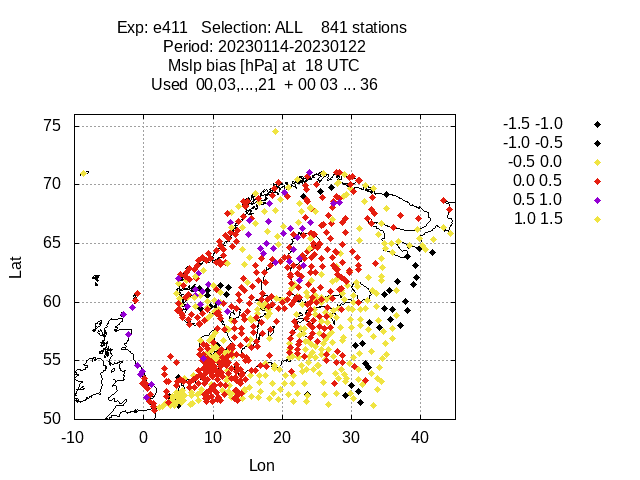 Exp: e411 Selection: ALL 841 stations
Period: 20230114-20230122
Mslp bias [hPa] at 18 UTC
Used 00,03,...,21 + 00 03 ... 36
-1.5 -1.0
-1.0 -0.5
-0.5 0.0
0.0 0.5
0.5 1.0
1.0 1.5
75
70
65
60
55
50
Lat
-10 0 10 20 30 40
Lon